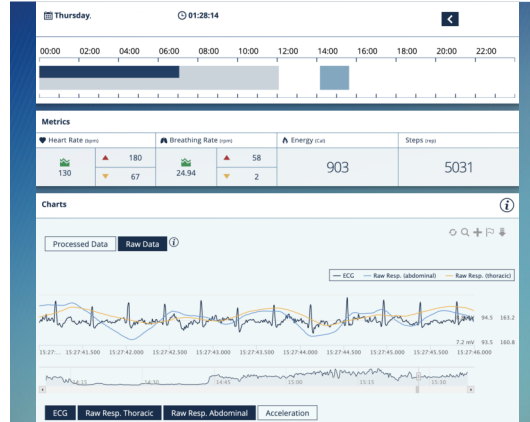 Thursday. 01:28:14
00:00 02:00 04:00 06:00 08:00 10:00 12:00 14:00 16:00 18:00 20:00 22:00
Metrics
Heart Rate (bpm) Breathing Rate (rpm) Energy (Cal) Steps (rep)
130 180 67 24.94 58 2 903 5031
Charts
Processed Data Raw Data
ECG Raw Resp. (abdominal) Raw Resp. (thoracic)
94.5 163.2
7.2 mV 93.5 160.8
15:27:... 15:27:41.500 15:27:42.000 15:27:42.500 15:27:43.000 15:27:43.500 15:27:44.000 15:27:44.500 15:27:45.000 15:27:45.500 15:27:46.000
14:15 14:30 14:45 15:00 15:15 15:30
ECG Raw Resp. Thoracic Raw Resp. Abdominal Acceleration